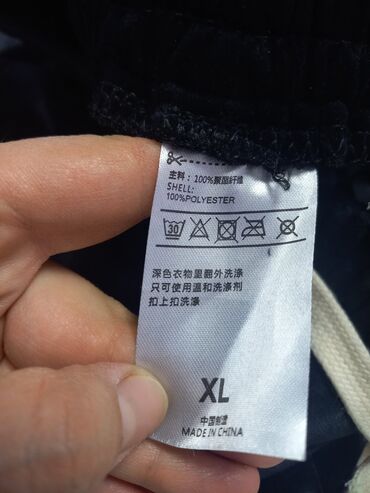 主料：100%聚酯纤维
SHELL:
100%POLYESTER
30
深色衣物里翻外洗涤
只可使用温和洗涤剂
扣上扣洗涤
XL
中国制造
MADE IN CHINA